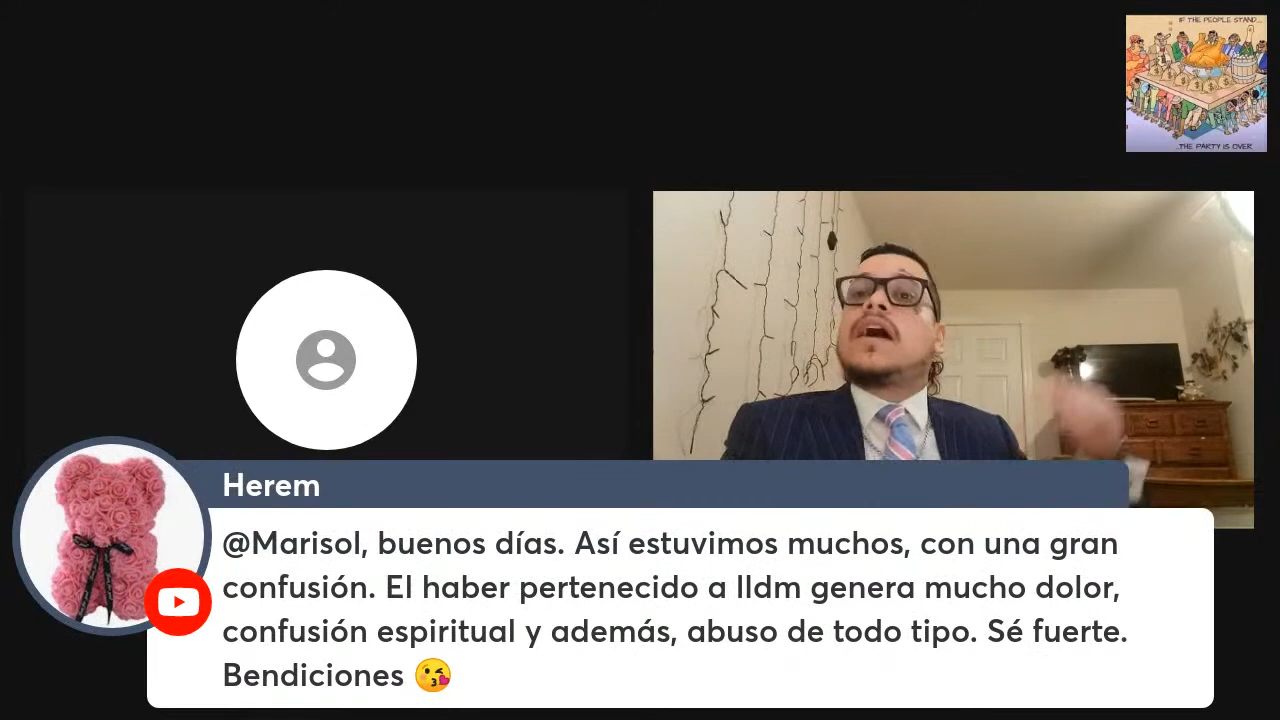 IF THE PEOPLE STAND...
...THE PARTY IS OVER
Herem
@Marisol, buenos días. Así estuvimos muchos, con una gran
confusión. El haber pertenecido a lldm genera mucho dolor,
confusión espiritual y además, abuso de todo tipo. Sé fuerte.
Bendiciones 😘